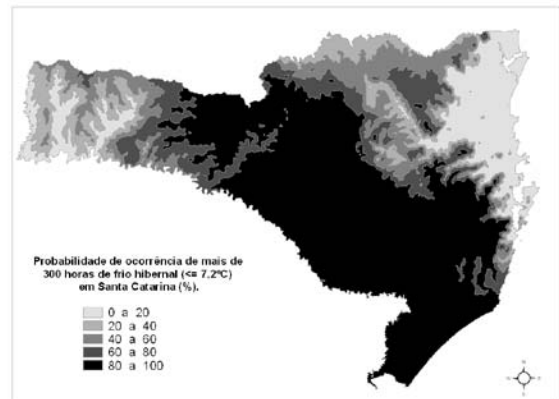 Probabilidade de ocorrência de mais de
300 horas de frio hibernal (<= 7,2ºC)
em Santa Catarina (%).
0 a 20
20 a 40
40 a 60
60 a 80
80 a 100